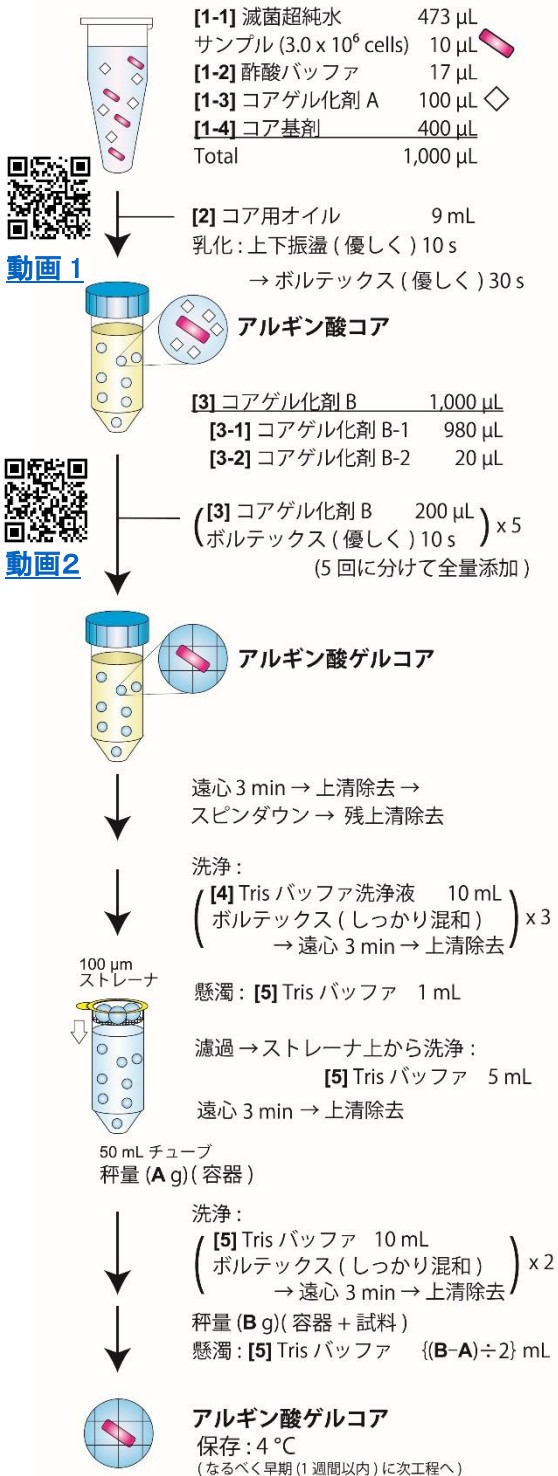 [1-1] 滅菌超純水 473 µL
サンプル (3.0 x 10⁶ cells) 10 µL
[1-2] 酢酸バッファ 17 µL
[1-3] コアゲル化剤 A 100 µL
[1-4] コア基剤 400 µL
Total 1,000 µL
動画 1
[2] コア用オイル 9 mL
乳化 : 上下振盪 ( 優しく ) 10 s
→ ボルテックス ( 優しく ) 30 s
アルギン酸コア
[3] コアゲル化剤 B 1,000 µL
[3-1] コアゲル化剤 B-1 980 µL
[3-2] コアゲル化剤 B-2 20 µL
動画2
([3] コアゲル化剤 B 200 µL
ボルテックス ( 優しく ) 10 s ) x 5
(5 回に分けて全量添加 )
アルギン酸ゲルコア
遠心 3 min → 上清除去 →
スピンダウン → 残上清除去
洗浄 :
( [4] Tris バッファ洗浄液 10 mL
ボルテックス ( しっかり混和 )
→ 遠心 3 min → 上清除去 ) x 3
100 µm
ストレーナ
懸濁 : [5] Tris バッファ 1 mL
濾過 → ストレーナ上から洗浄 :
[5] Tris バッファ 5 mL
遠心 3 min → 上清除去
50 mL チューブ
秤量 (A g)( 容器 )
洗浄 :
( [5] Tris バッファ 10 mL
ボルテックス ( しっかり混和 )
→ 遠心 3 min → 上清除去 ) x 2
秤量 (B g)( 容器 + 試料 )
懸濁 : [5] Tris バッファ {(B−A)÷2} mL
アルギン酸ゲルコア
保存 : 4 °C
( なるべく早期 (1 週間以内 ) に次工程へ )